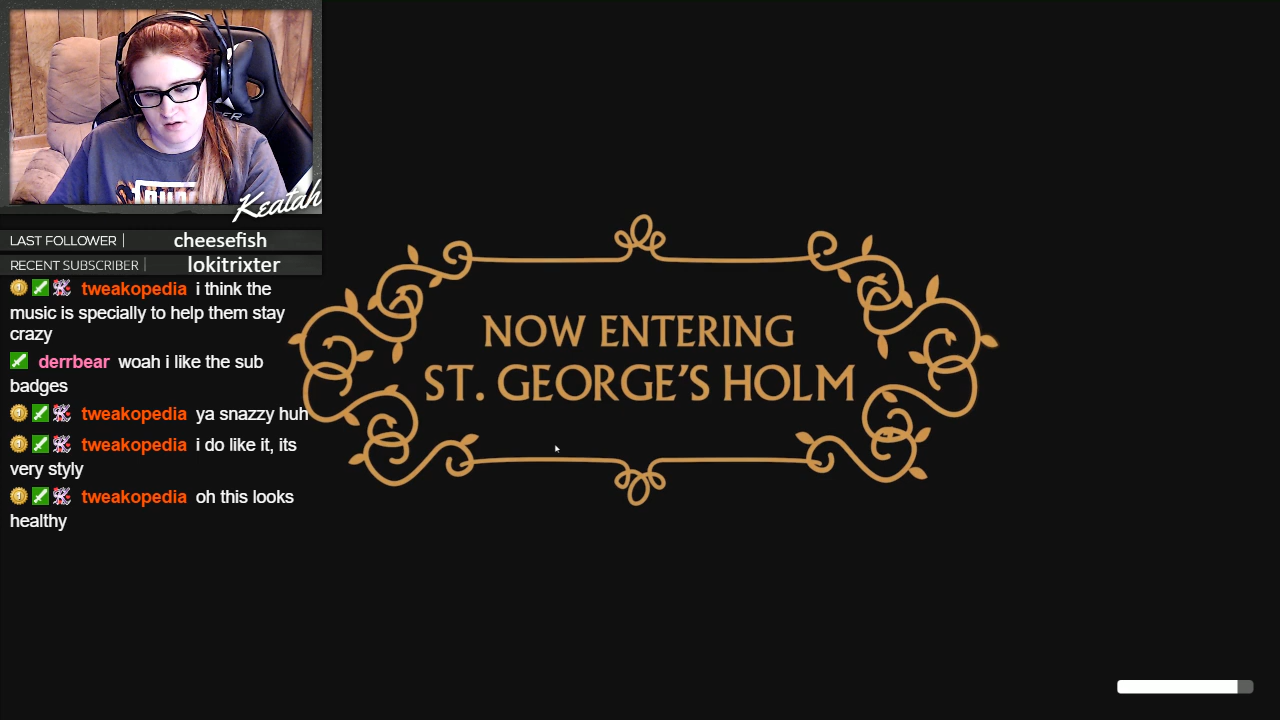 Keatah
LAST FOLLOWER | cheesefish
RECENT SUBSCRIBER | lokitrixter
tweakopedia i think the
music is specially to help them stay
crazy
derrbear woah i like the sub
badges
tweakopedia ya snazzy huh
tweakopedia i do like it, its
very styly
tweakopedia oh this looks
healthy
NOW ENTERING
ST. GEORGE'S HOLM